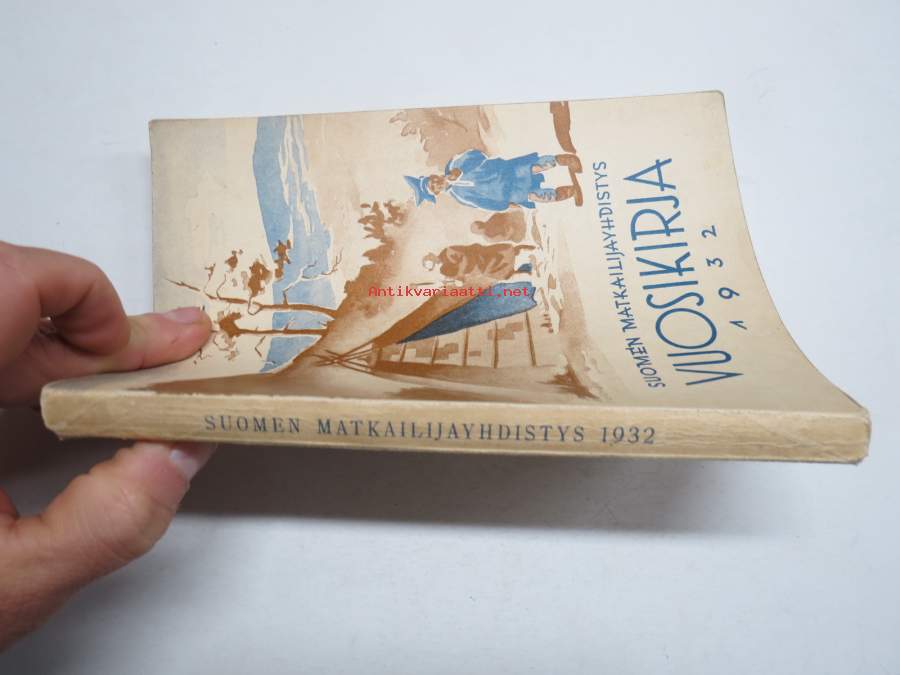 SUOMEN MATKAILIJAYHDISTYS
VUOSIKIRJA
1932
Antikvariaatti.net
SUOMEN MATKAILIJAYHDISTYS 1932